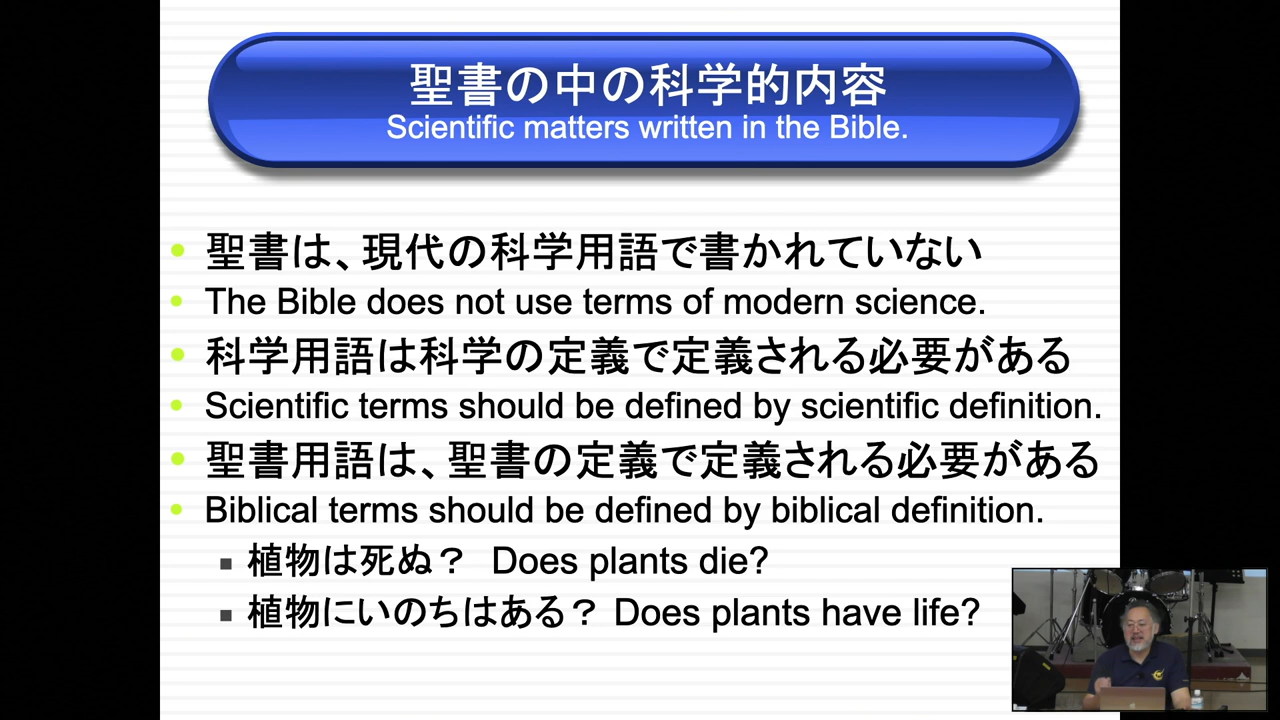 聖書の中の科学的内容
Scientific matters written in the Bible.
聖書は、現代の科学用語で書かれていない
The Bible does not use terms of modern science.
科学用語は科学の定義で定義される必要がある
Scientific terms should be defined by scientific definition.
聖書用語は、聖書の定義で定義される必要がある
Biblical terms should be defined by biblical definition.
植物は死ぬ？ Does plants die?
植物にいのちはある？ Does plants have life?